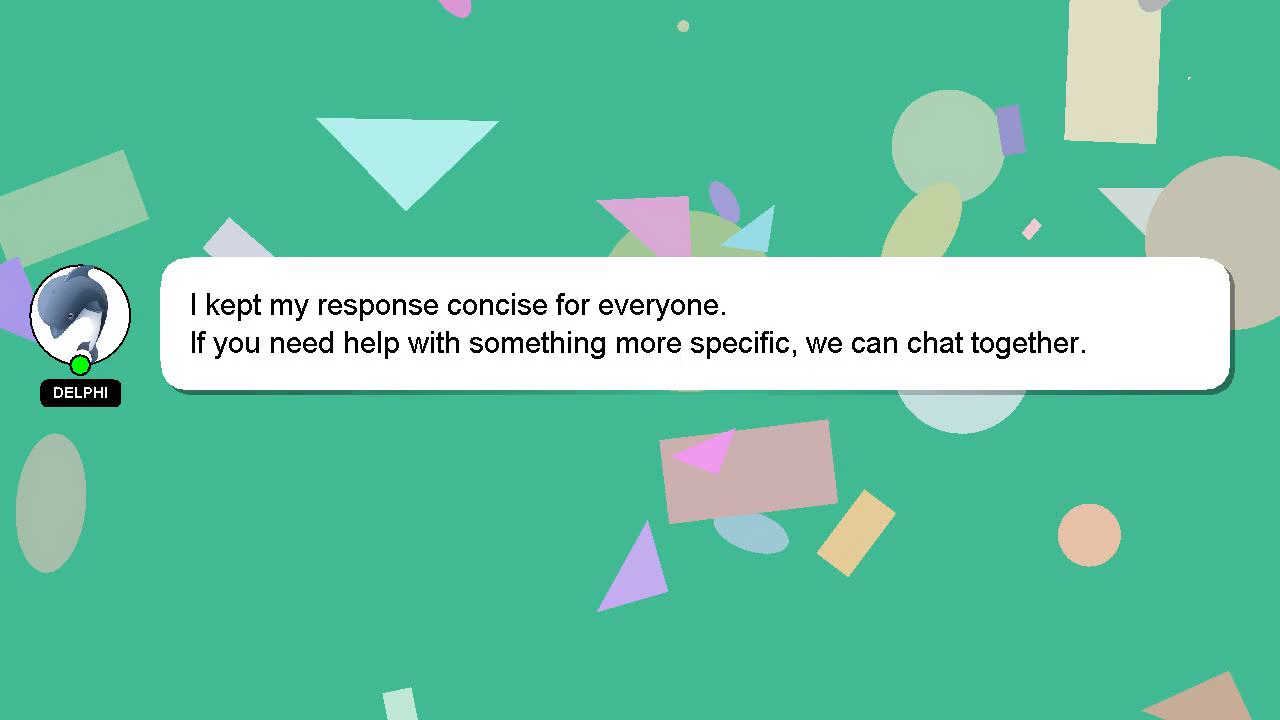 I kept my response concise for everyone.
If you need help with something more specific, we can chat together.
DELPHI